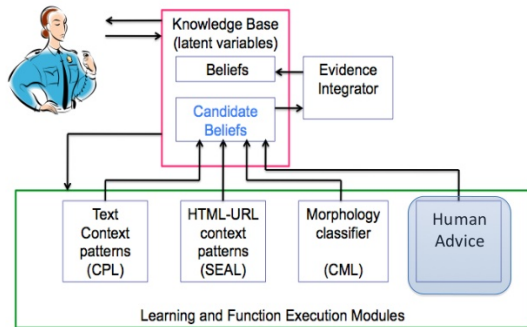 Knowledge Base
(latent variables)
Beliefs
Evidence
Integrator
Candidate
Beliefs
Text
Context
patterns
(CPL)
HTML-URL
context
patterns
(SEAL)
Morphology
classifier
(CML)
Human
Advice
Learning and Function Execution Modules